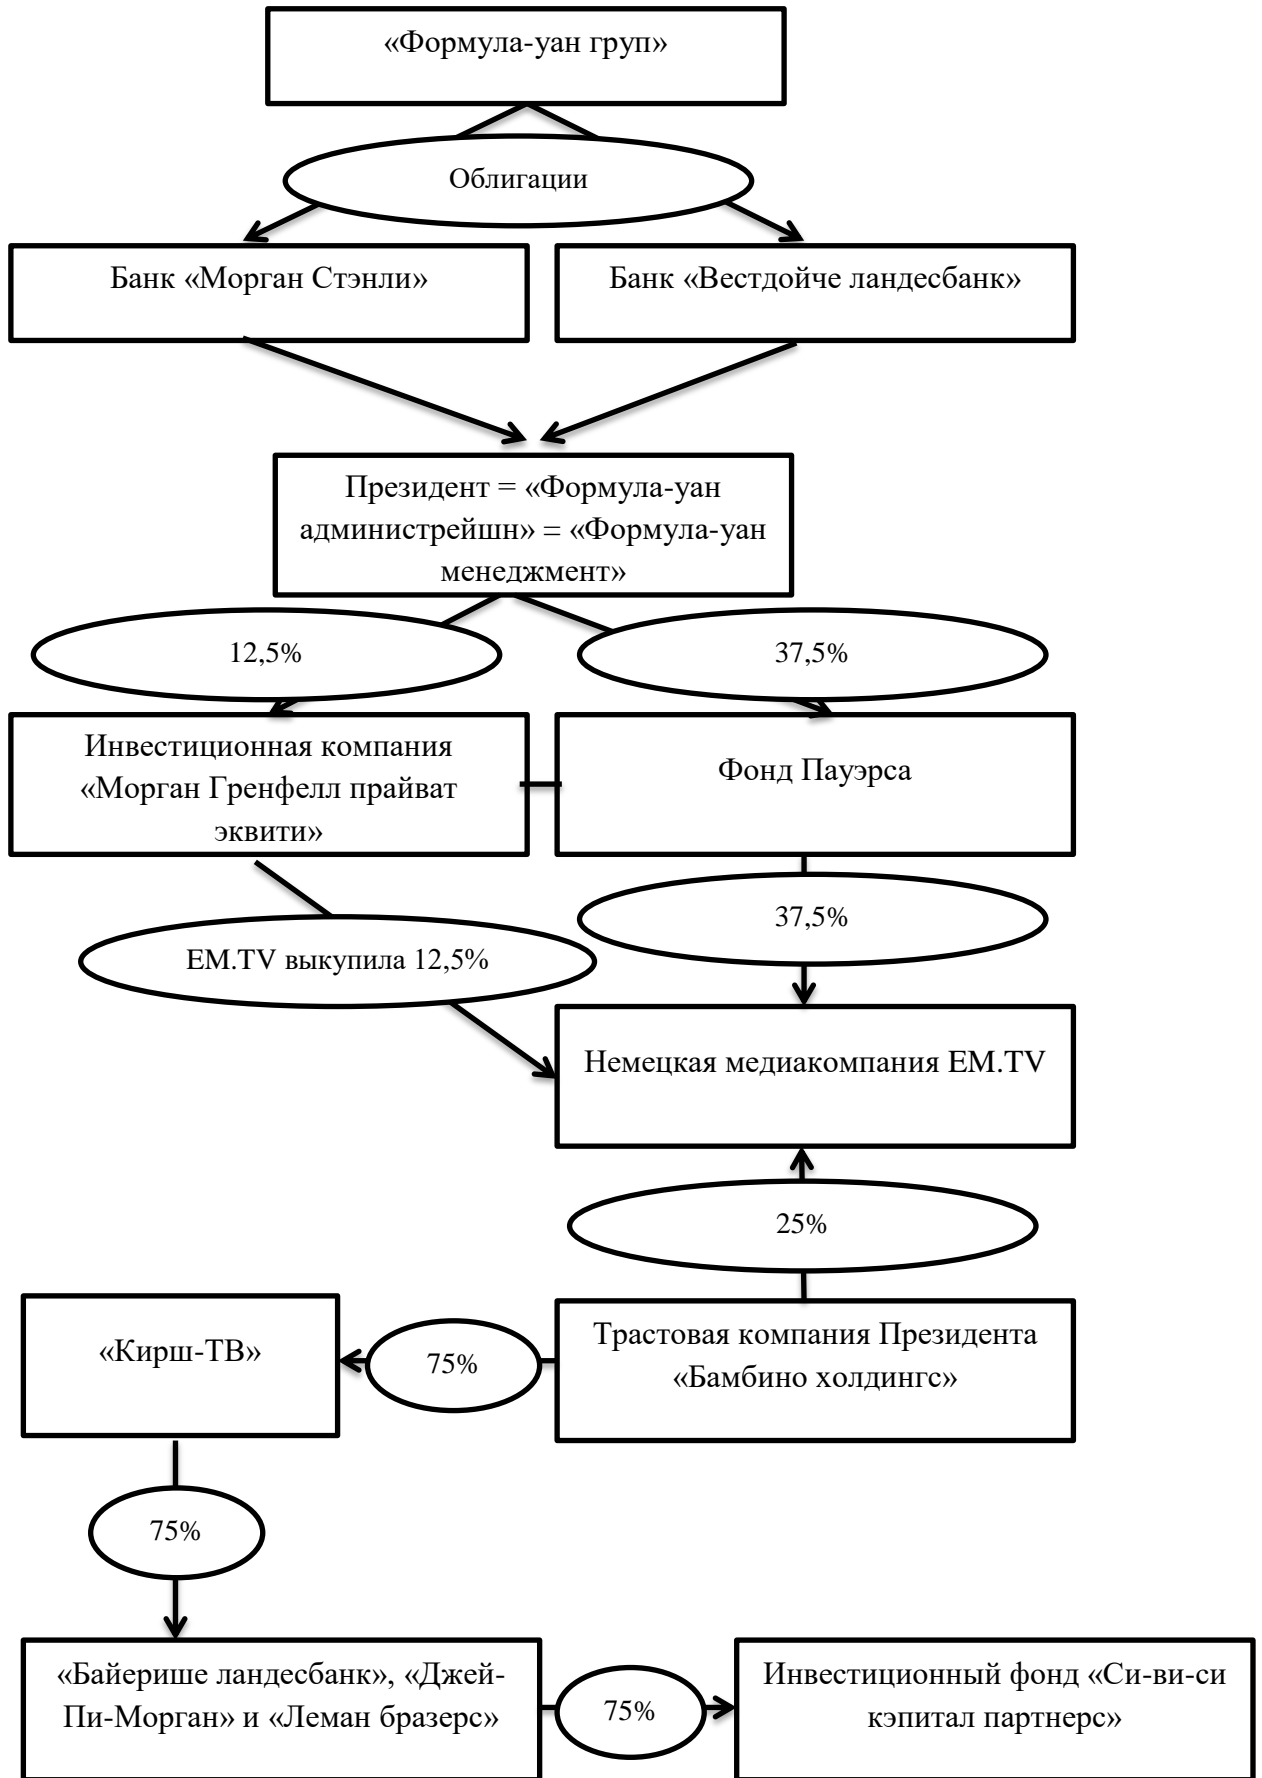 «Формула-уан груп»
Облигации
Банк «Морган Стэнли»
Банк «Вестдойче ландесбанк»
Президент = «Формула-уан
администрейшн» = «Формула-уан
менеджмент»
12,5%
37,5%
Инвестиционная компания
«Морган Гренфелл прайват
эквити»
Фонд Пауэрса
37,5%
EM.TV выкупила 12,5%
Немецкая медиакомпания EM.TV
25%
Трастовая компания Президента
«Бамбино холдингс»
75%
«Кирш-ТВ»
75%
«Байерише ландесбанк», «Джей-
Пи-Морган» и «Леман бразерс»
75%
Инвестиционный фонд «Си-ви-си
кэпитал партнерс»